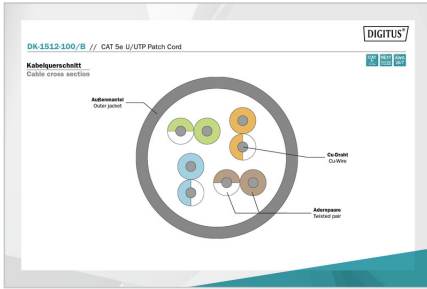 DIGITUS®
DK-1512-100/B // CAT 5e U/UTP Patch Cord
Kabelquerschnitt
Cable cross section
Außenmantel
Outer jacket
Cu-Draht
Cu-Wire
Aderspaare
Twisted pair